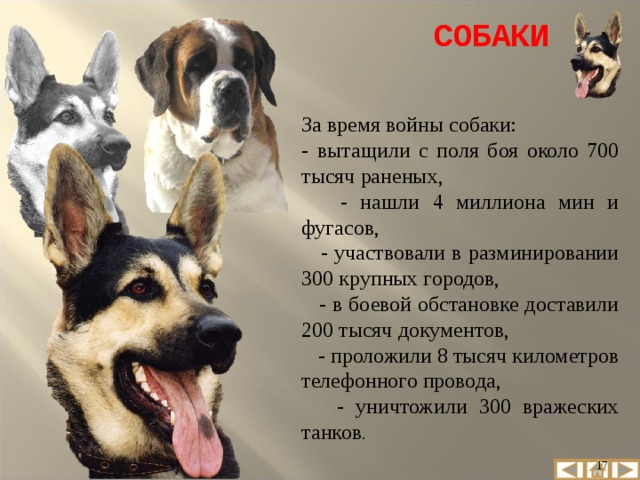 СОБАКИ
За время войны собаки:
- вытащили с поля боя около 700
тысяч раненых,
- нашли 4 миллиона мин и
фугасов,
- участвовали в разминировании
300 крупных городов,
- в боевой обстановке доставили
200 тысяч документов,
- проложили 8 тысяч километров
телефонного провода,
- уничтожили 300 вражеских
танков.
17